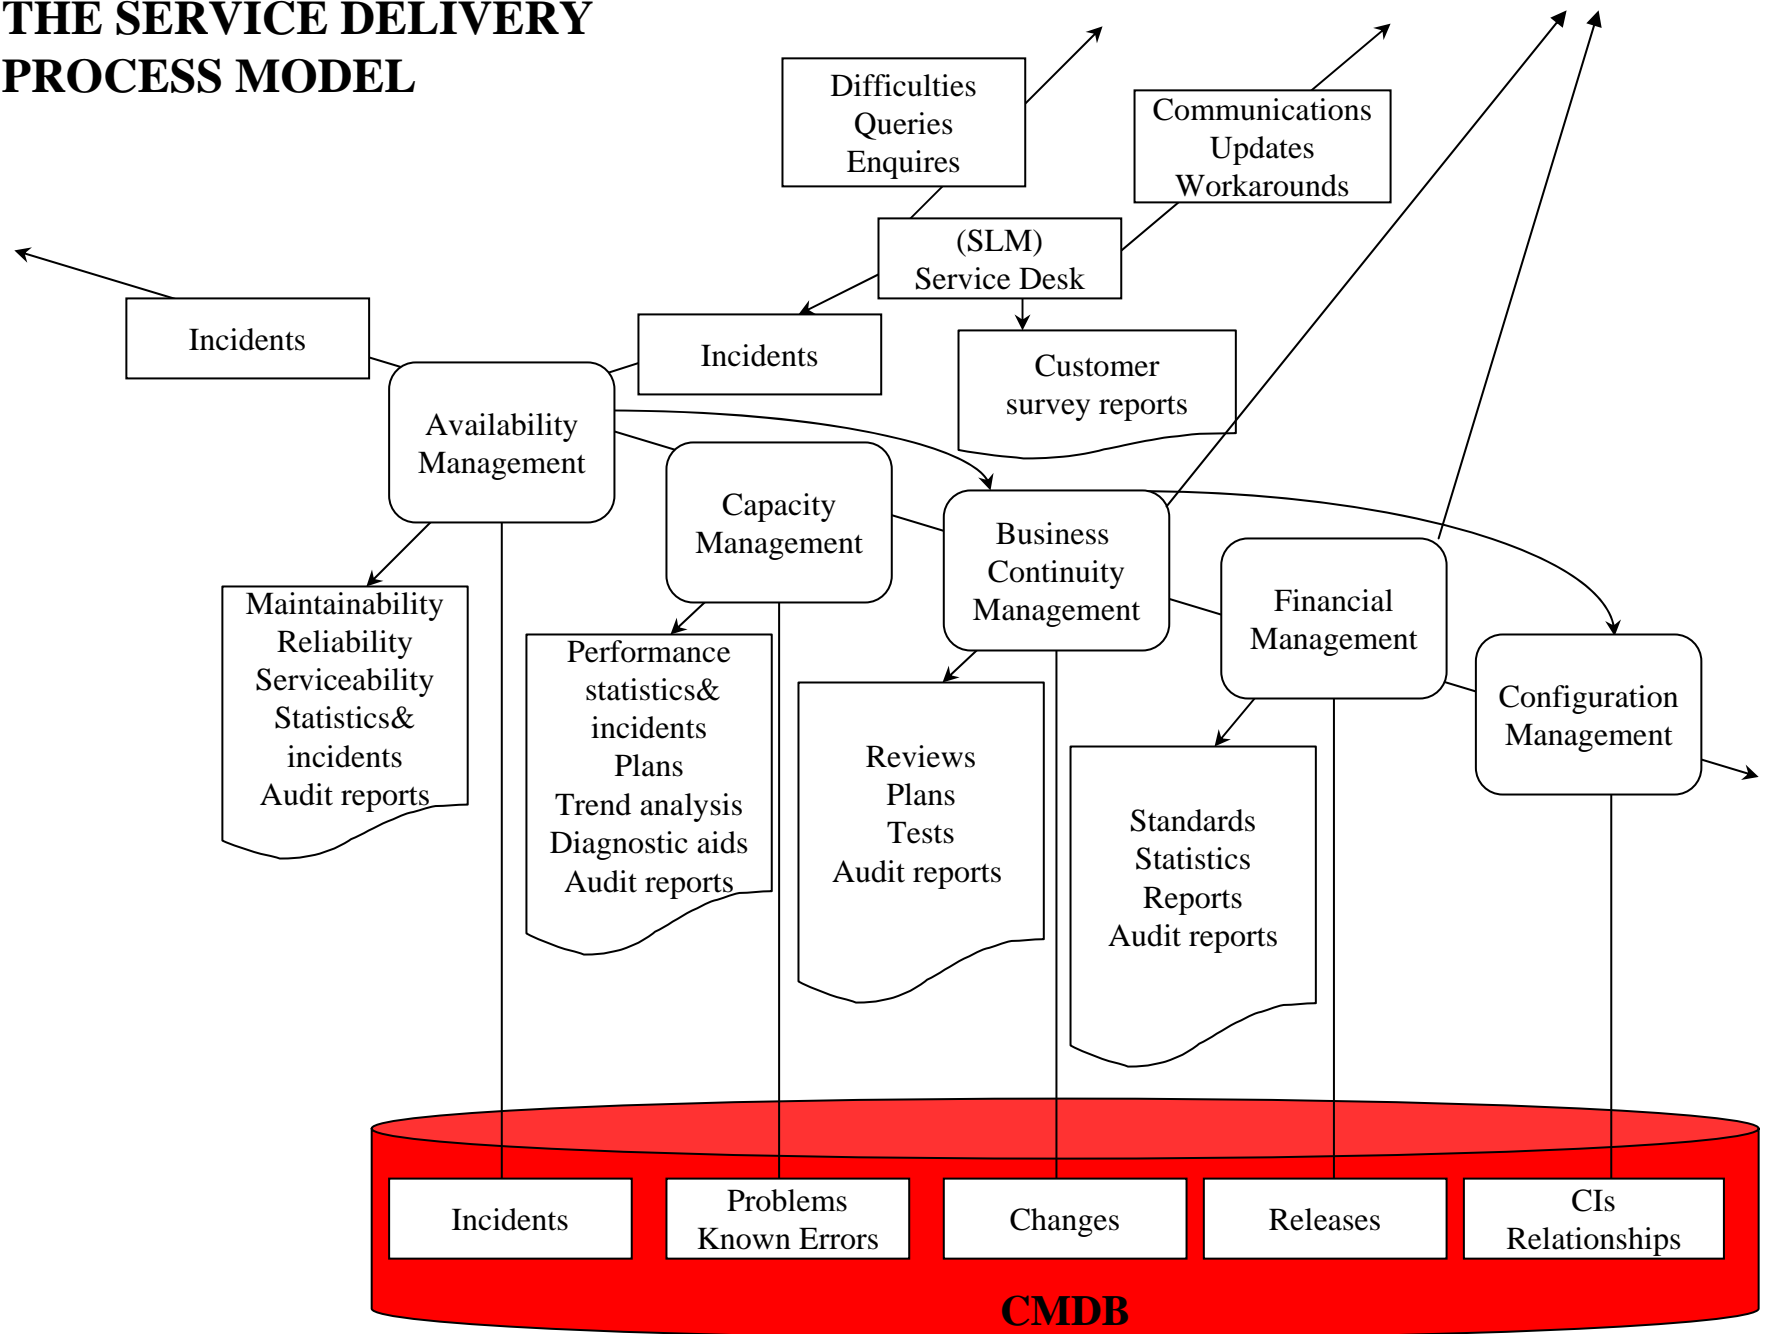 THE SERVICE DELIVERY
PROCESS MODEL
Difficulties
Queries
Enquires
Communications
Updates
Workarounds
(SLM)
Service Desk
Incidents
Incidents
Customer
survey reports
Availability
Management
Capacity
Management
Business
Continuity
Management
Financial
Management
Configuration
Management
Maintainability
Reliability
Serviceability
Statistics&
incidents
Audit reports
Performance
statistics&
incidents
Plans
Trend analysis
Diagnostic aids
Audit reports
Reviews
Plans
Tests
Audit reports
Standards
Statistics
Reports
Audit reports
Incidents
Problems
Known Errors
Changes
Releases
CIs
Relationships
CMDB